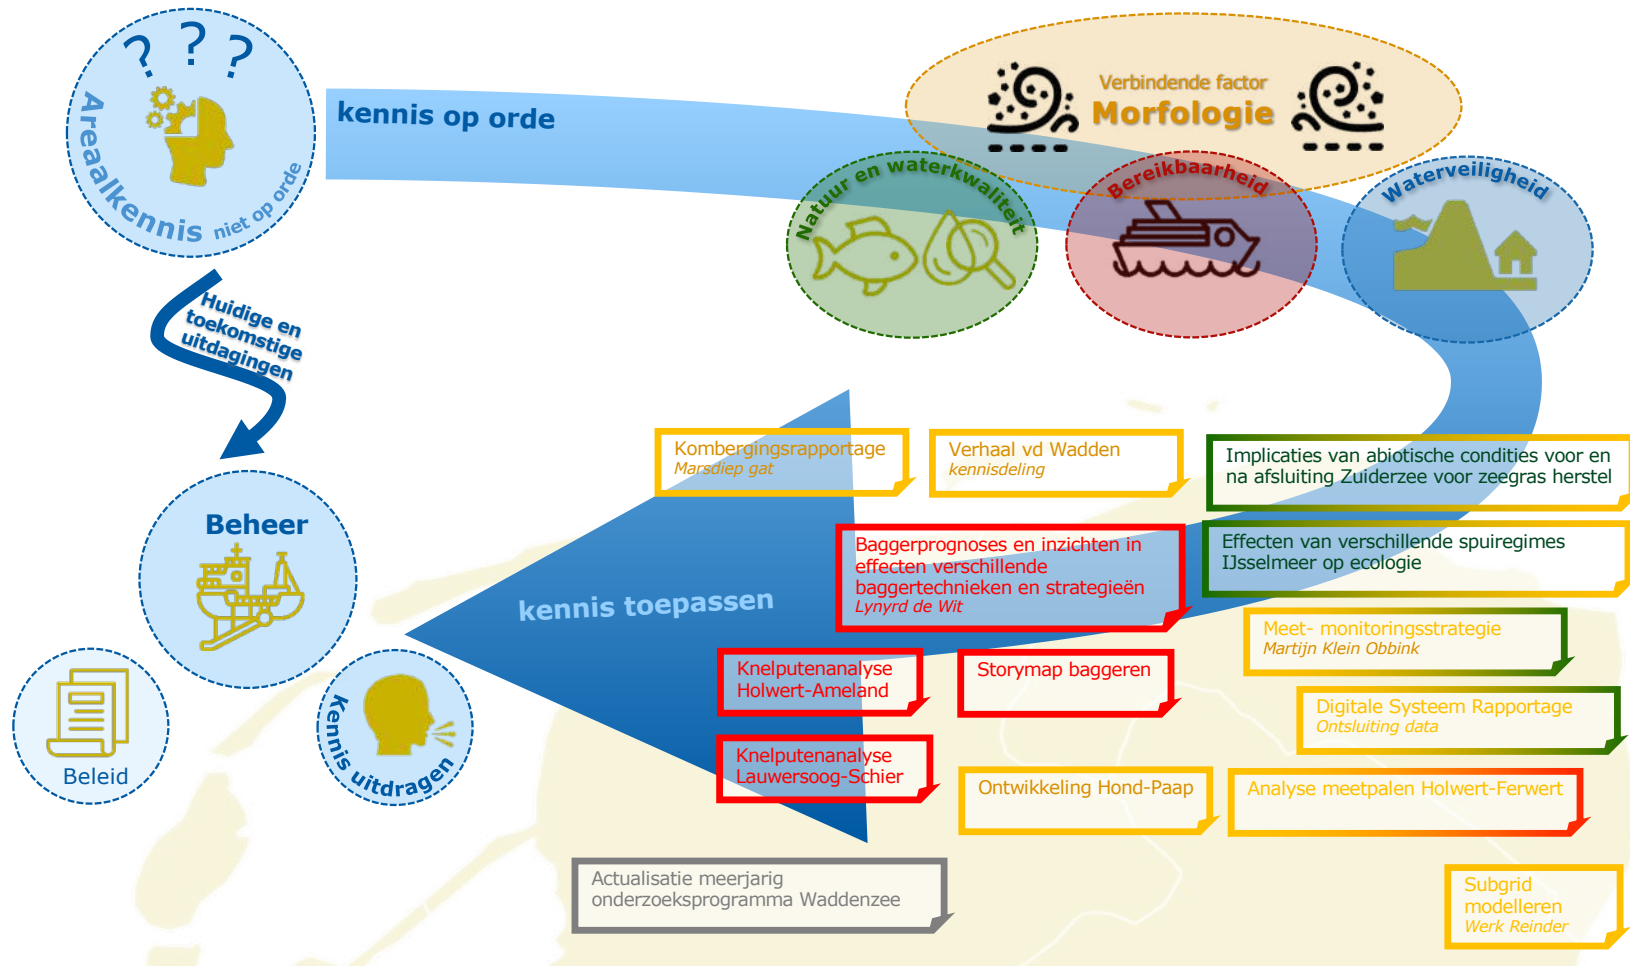 ? ? ?
Areaalkennis niet op orde
kennis op orde
Verbindende factor
Morfologie
Natuur en waterkwaliteit
Bereikbaarheid
Waterveiligheid
Huidige en
toekomstige
uitdagingen
Kombergingsrapportage
Marsdiep gat
Verhaal vd Wadden
kennisdeling
Implicaties van abiotische condities voor en
na afsluiting Zuiderzee voor zeegras herstel
Beheer
Baggerprognoses en inzichten in
effecten verschillende
baggertechnieken en strategieën
Lynyrd de Wit
Effecten van verschillende spuiregimes
IJsselmeer op ecologie
kennis toepassen
Meet- monitoringsstrategie
Martijn Klein Obbink
Knelputenanalyse
Holwert-Ameland
Storymap baggeren
Digitale Systeem Rapportage
Ontsluiting data
Beleid
Kennis uitdragen
Knelputenanalyse
Lauwersoog-Schier
Ontwikkeling Hond-Paap
Analyse meetpalen Holwert-Ferwert
Actualisatie meerjarig
onderzoeksprogramma Waddenzee
Subgrid
modelleren
Werk Reinder